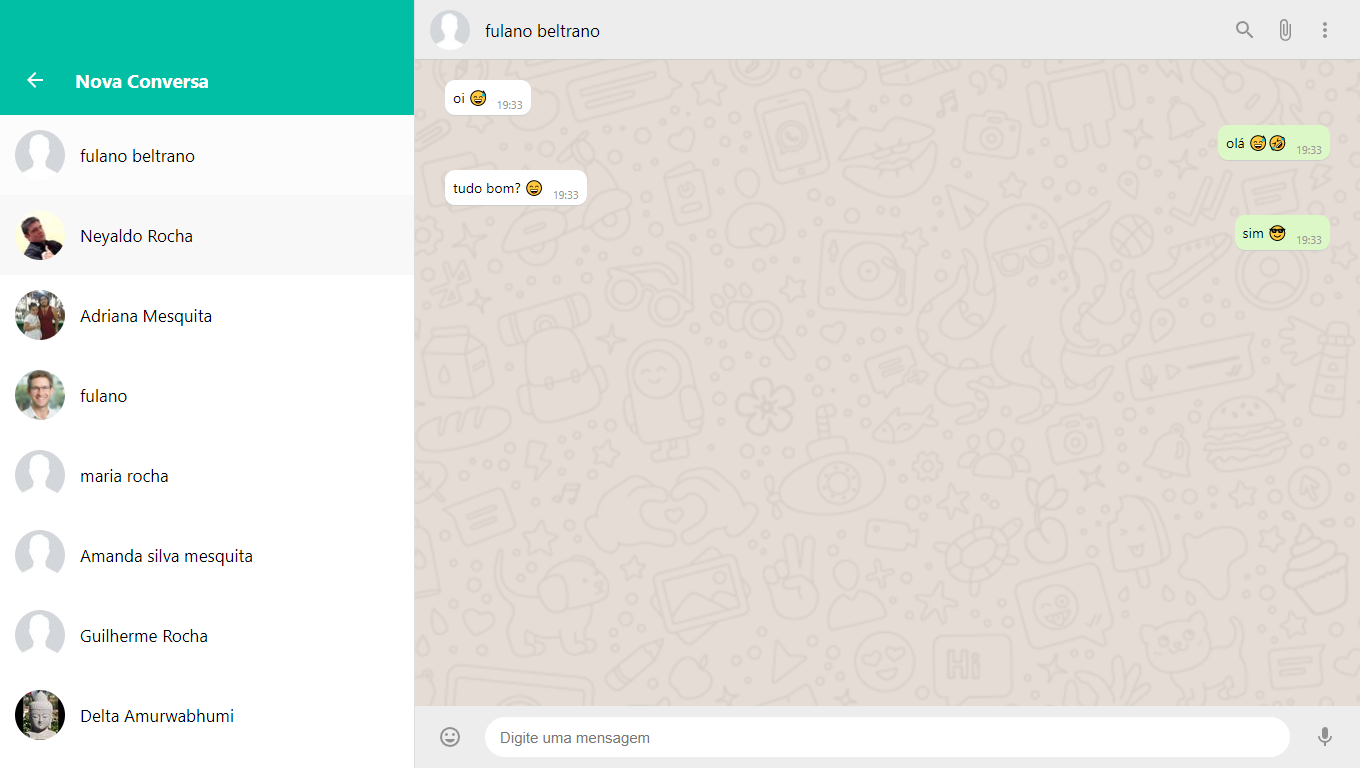 Nova Conversa
fulano beltrano
Neyaldo Rocha
Adriana Mesquita
fulano
maria rocha
Amanda silva mesquita
Guilherme Rocha
Delta Amurwabhumi
fulano beltrano
oi 😅 19:33
olá 😅🤣 19:33
tudo bom? 😄 19:33
sim 😎 19:33
Hi
Digite uma mensagem